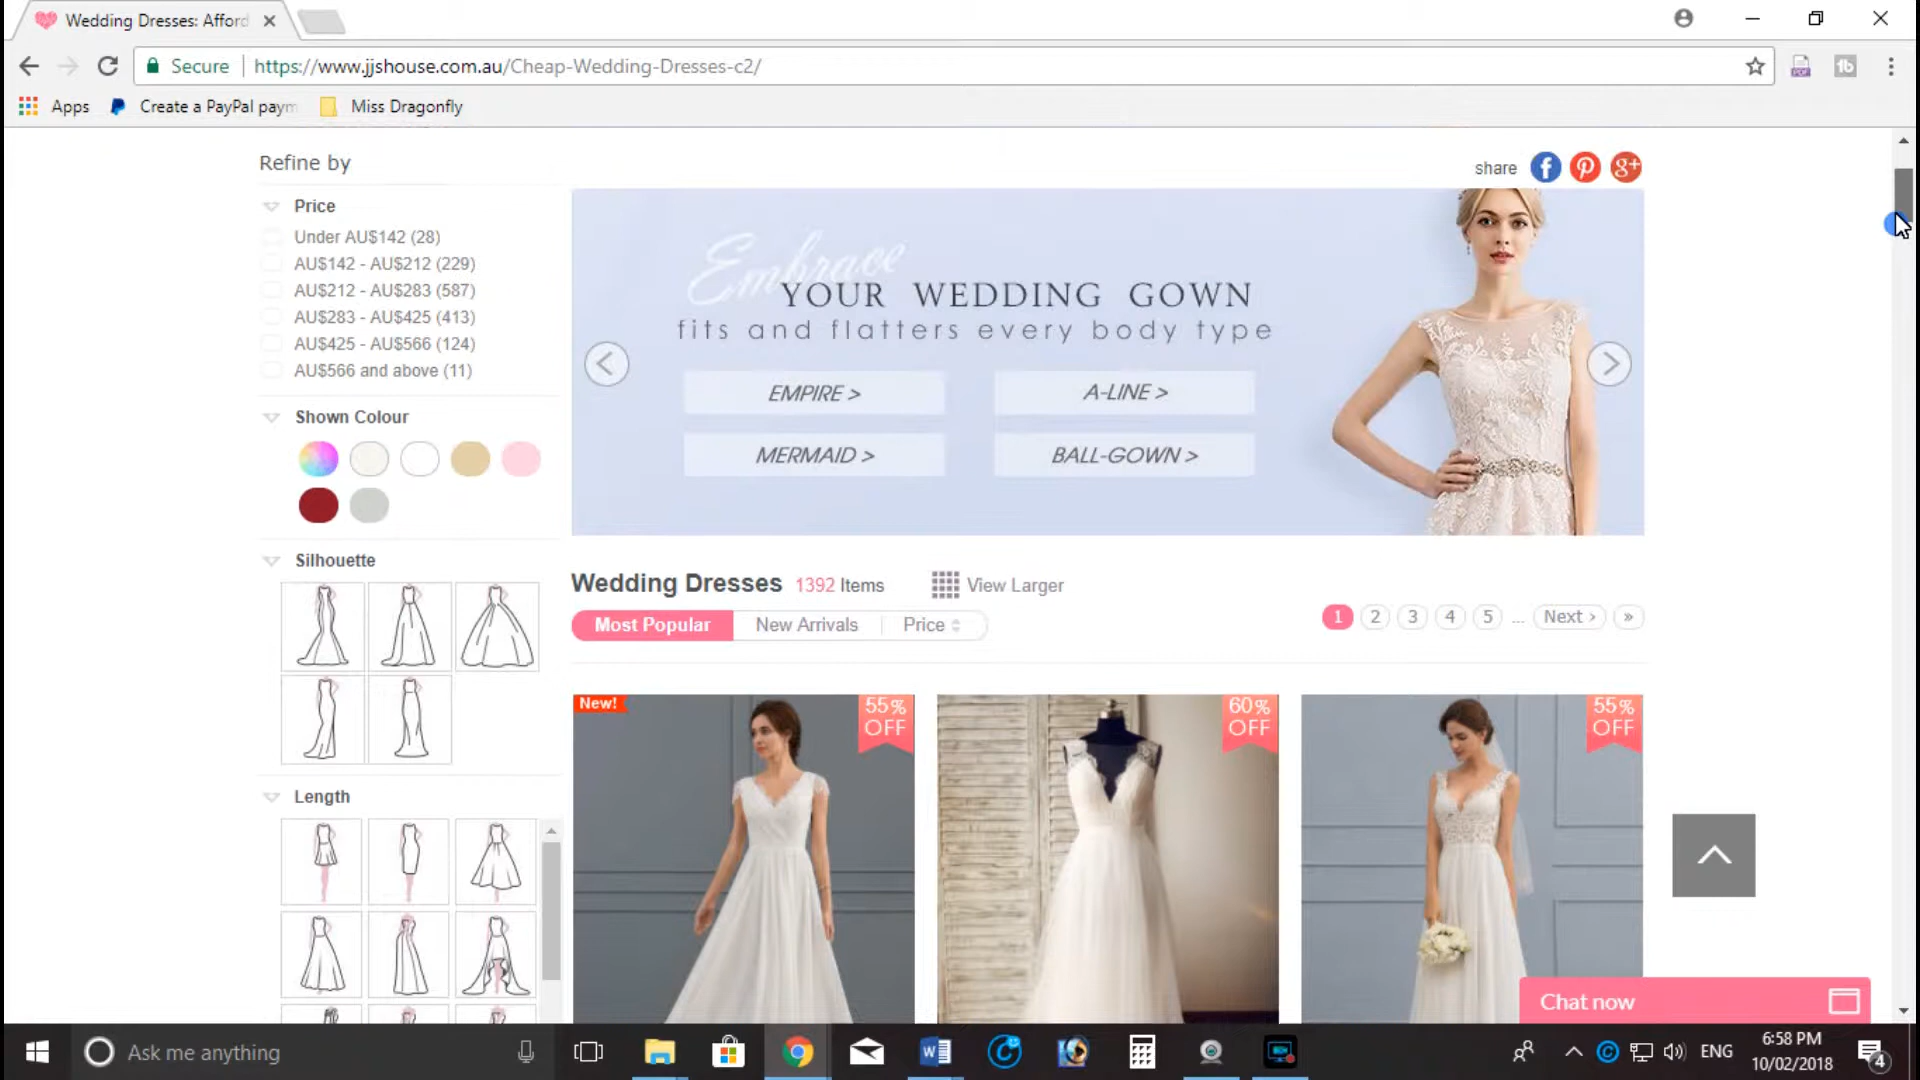 Wedding Dresses: Afford
Secure
https://www.jjshouse.com.au/Cheap-Wedding-Dresses-c2/
Apps
Create a PayPal paym
Miss Dragonfly
Refine by
share
Price
Under AU$142 (28)
AU$142 - AU$212 (229)
AU$212 - AU$283 (587)
AU$283 - AU$425 (413)
AU$425 - AU$566 (124)
AU$566 and above (11)
Embrace
YOUR WEDDING GOWN
fits and flatters every body type
EMPIRE >
A-LINE >
MERMAID >
BALL-GOWN >
Shown Colour
Silhouette
Length
Wedding Dresses 1392 Items
View Larger
Most Popular
New Arrivals
Price
1 2 3 4 5 ... Next > »
New!
55% OFF
60% OFF
55% OFF
Chat now
Ask me anything
ENG
6:58 PM
10/02/2018
4